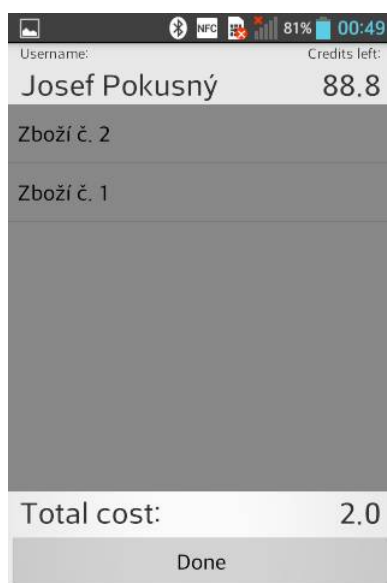 NFC 81% 00:49
Username: Credits left:
Josef Pokusný 88.8
Zboží č. 2
Zboží č. 1
Total cost: 2.0
Done